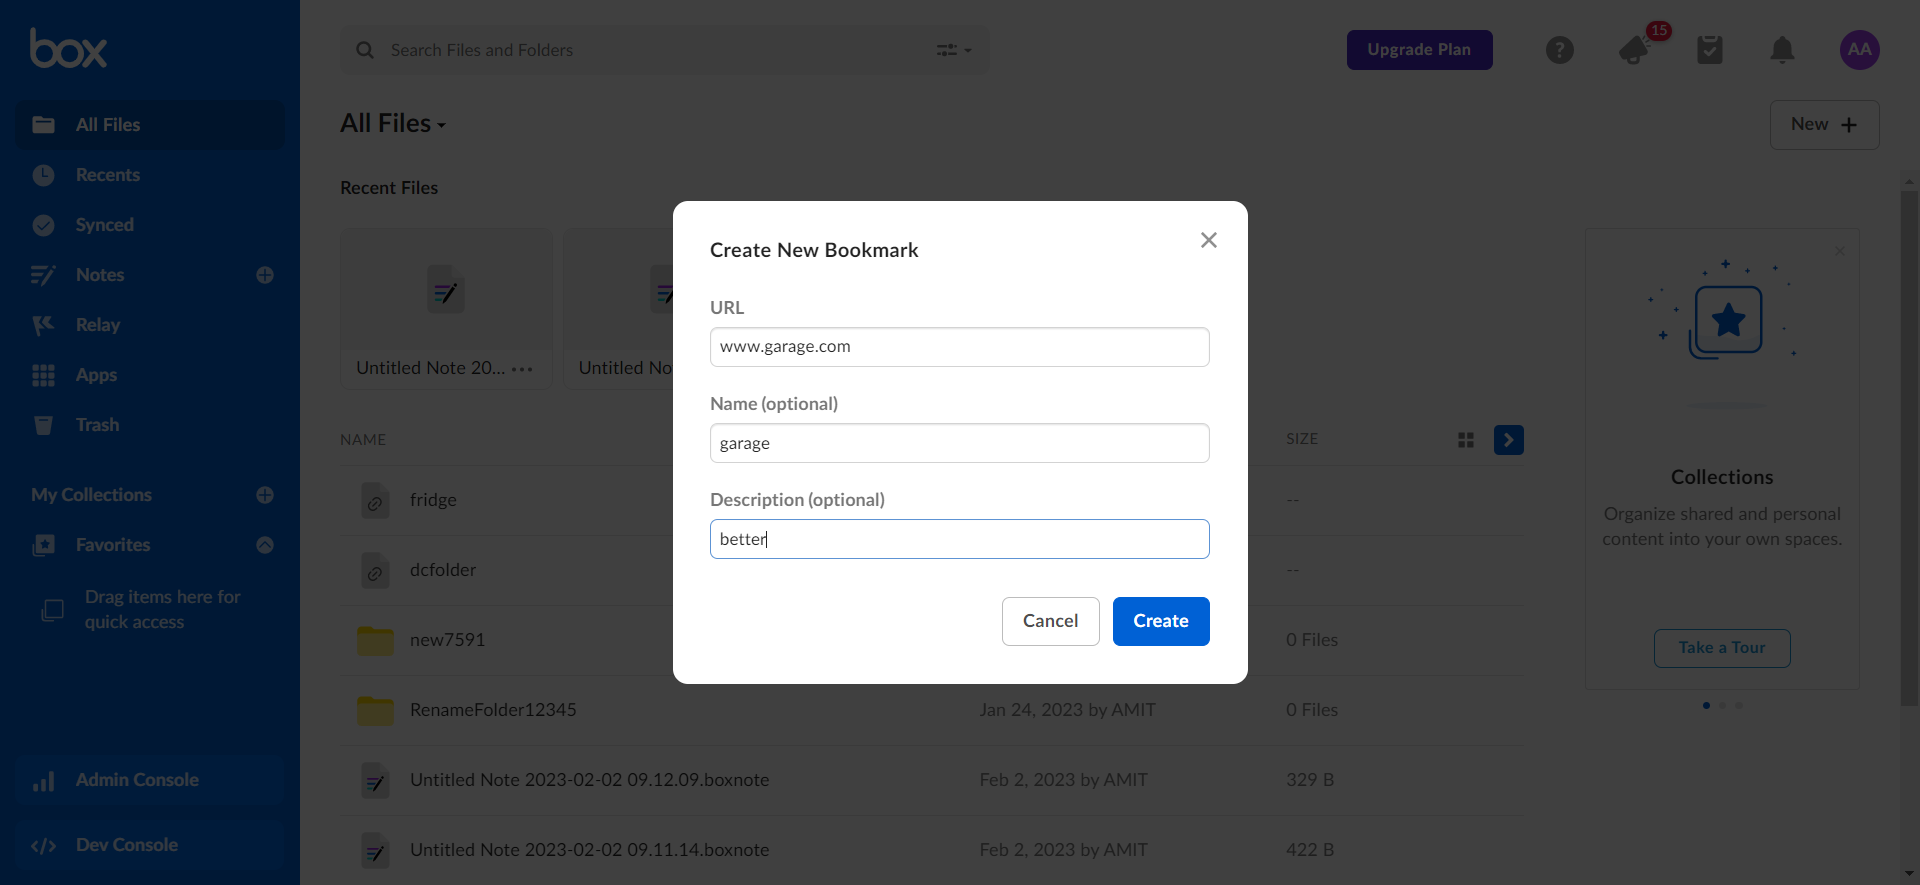 box
Search Files and Folders
Upgrade Plan
15
AA
All Files
Recents
Synced
Notes
Relay
Apps
Trash
My Collections
Favorites
Drag items here for
quick access
Admin Console
Dev Console
All Files
New
Recent Files
Untitled Note 20...
Untitled No
NAME
SIZE
fridge
--
dcfolder
--
new7591
0 Files
RenameFolder12345
Jan 24, 2023 by AMIT
0 Files
Untitled Note 2023-02-02 09.12.09.boxnote
Feb 2, 2023 by AMIT
329 B
Untitled Note 2023-02-02 09.11.14.boxnote
Feb 2, 2023 by AMIT
422 B
Create New Bookmark
URL
www.garage.com
Name (optional)
garage
Description (optional)
better
Cancel
Create
Collections
Organize shared and personal
content into your own spaces.
Take a Tour